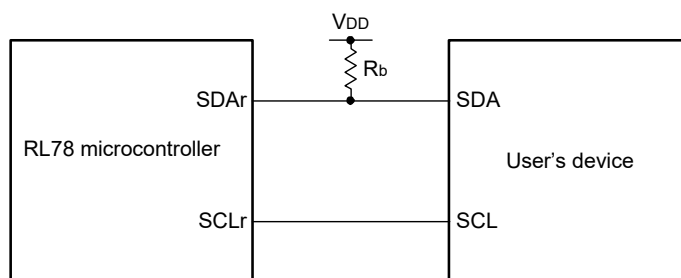 VDD
Rb
SDAr
SDA
RL78 microcontroller
User’s device
SCLr
SCL